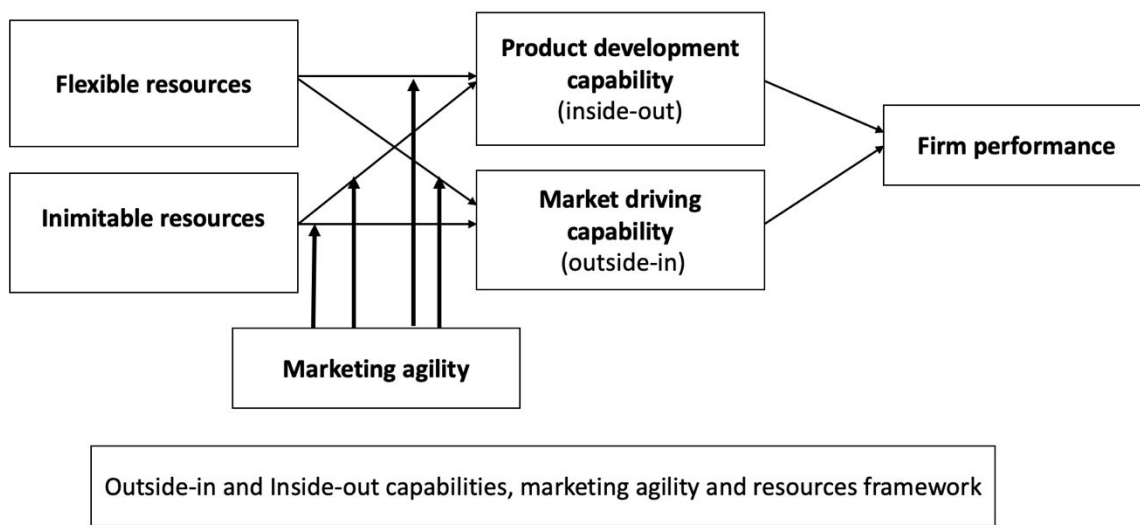 Flexible resources
Product development
capability
(inside-out)
Firm performance
Inimitable resources
Market driving
capability
(outside-in)
Marketing agility
Outside-in and Inside-out capabilities, marketing agility and resources framework